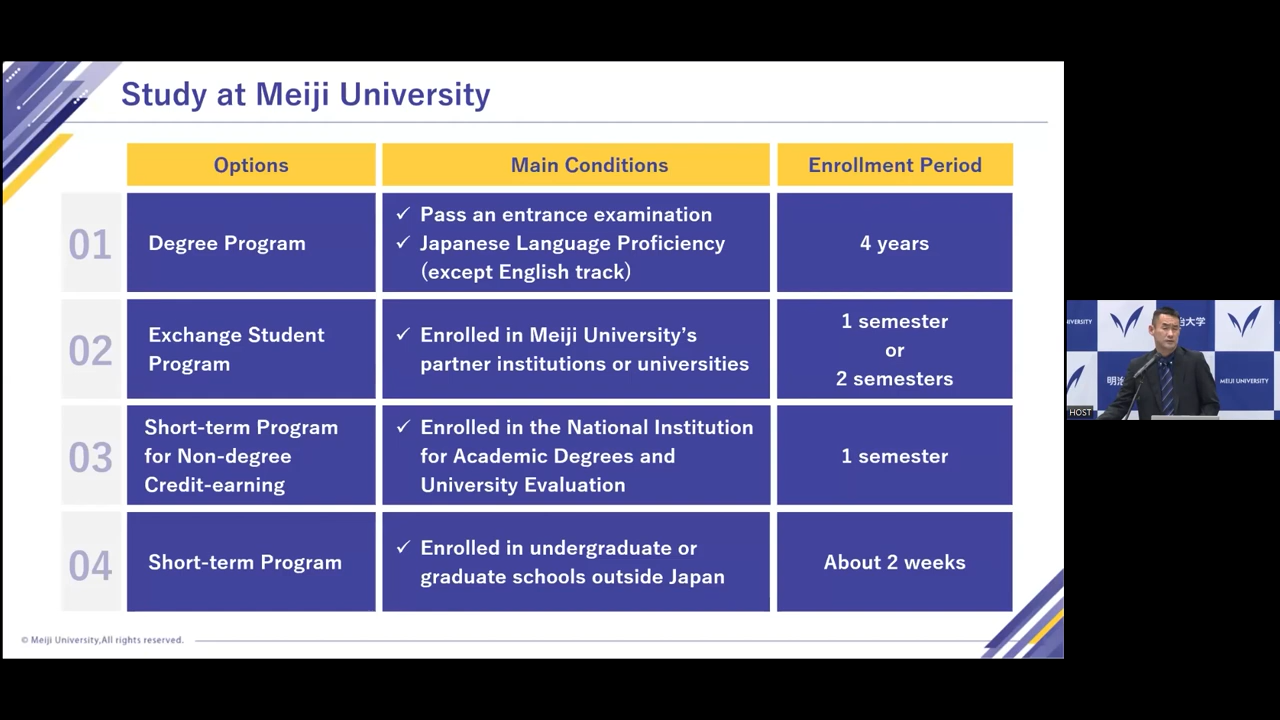 Study at Meiji University
Options
Main Conditions
Enrollment Period
01
Degree Program
✓ Pass an entrance examination
✓ Japanese Language Proficiency
(except English track)
4 years
02
Exchange Student
Program
✓ Enrolled in Meiji University’s
partner institutions or universities
1 semester
or
2 semesters
03
Short-term Program
for Non-degree
Credit-earning
✓ Enrolled in the National Institution
for Academic Degrees and
University Evaluation
1 semester
04
Short-term Program
✓ Enrolled in undergraduate or
graduate schools outside Japan
About 2 weeks
© Meiji University,All rights reserved.
IVERSITY
治大学
明治
MEIJI UNIVERSITY
HOST